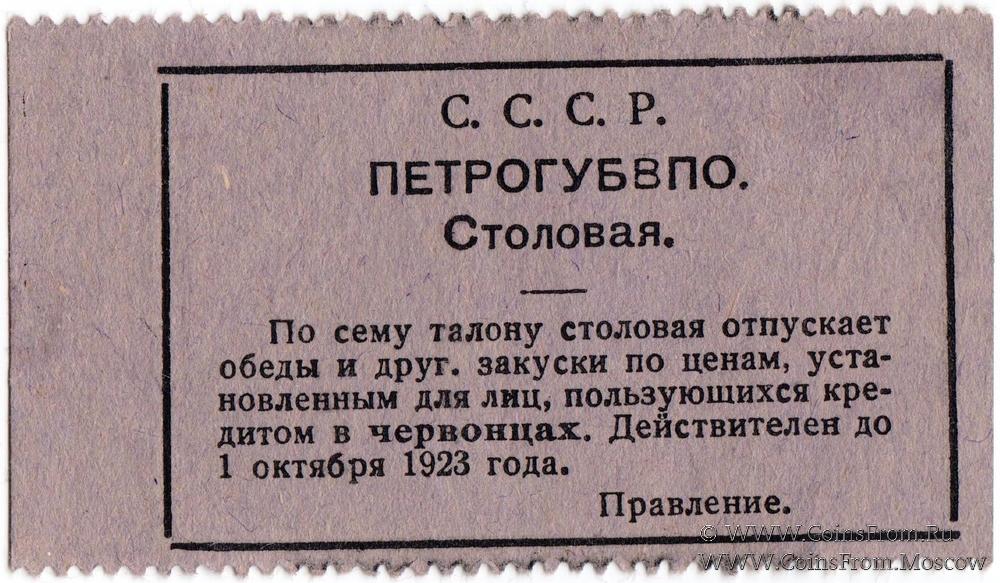 С. С. С. Р.
ПЕТРОГУБВПО.
Столовая.
По сему талону столовая отпускает
обеды и друг. закуски по ценам, уста-
новленным для лиц, пользующихся кре-
дитом в червонцах. Действителен до
1 октября 1923 года.
Правление.
© WWW.CoinsFrom.Ru
WWW.CoinsFrom.Moscow